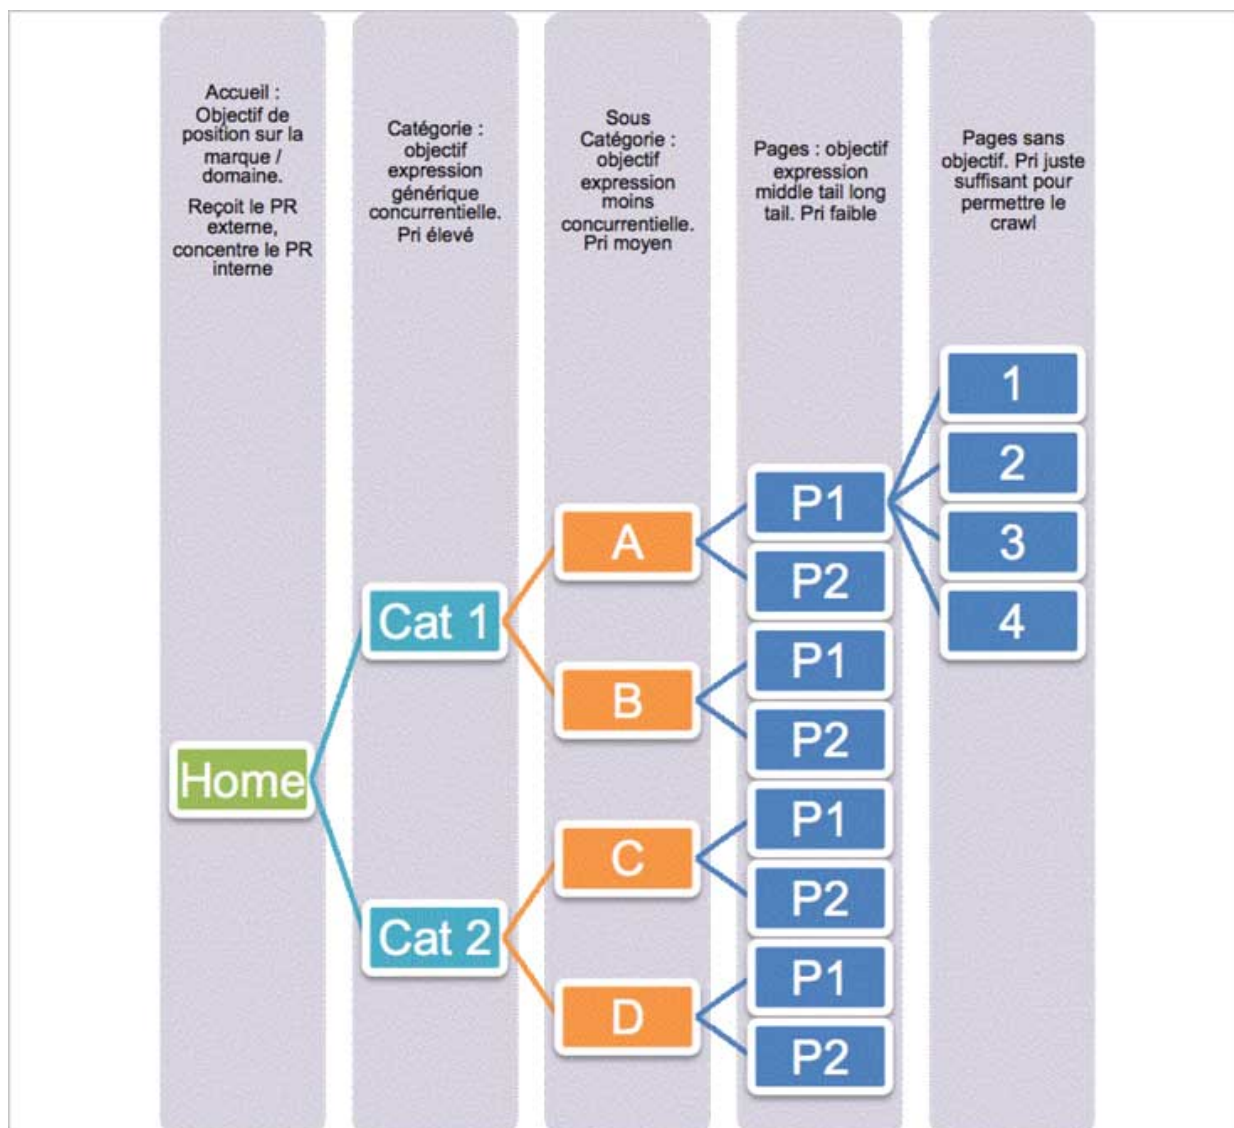 Accueil :
Objectif de
position sur la
marque /
domaine.
Reçoit le PR
externe,
concentre le PR
interne
Catégorie :
objectif
expression
générique
concurrentielle.
Pri élevé
Sous
Catégorie :
objectif
expression
moins
concurrentielle.
Pri moyen
Pages : objectif
expression
middle tail long
tail. Pri faible
Pages sans
objectif. Pri juste
suffisant pour
permettre le
crawl
Home
Cat 1
Cat 2
A
B
C
D
P1
P2
P1
P2
P1
P2
P1
P2
1
2
3
4